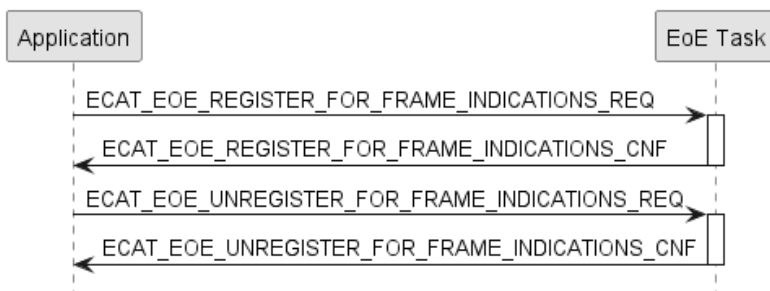 Application
EoE Task
ECAT_EOE_REGISTER_FOR_FRAME_INDICATIONS_REQ
ECAT_EOE_REGISTER_FOR_FRAME_INDICATIONS_CNF
ECAT_EOE_UNREGISTER_FOR_FRAME_INDICATIONS_REQ
ECAT_EOE_UNREGISTER_FOR_FRAME_INDICATIONS_CNF